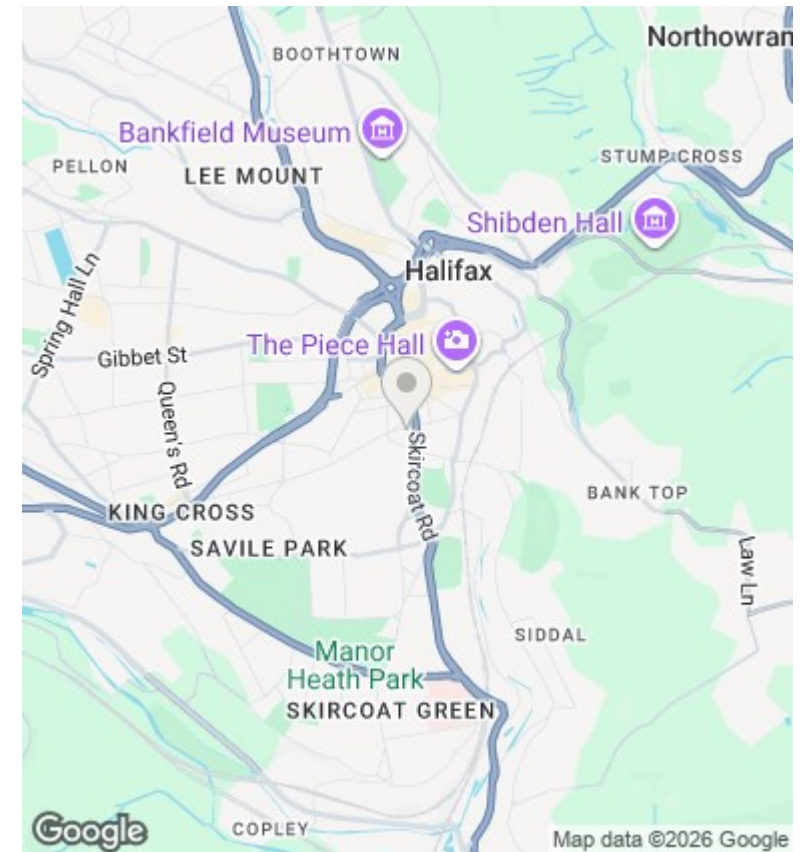 Northowran
BOOTHTOWN
Bankfield Museum
STUMP CROSS
PELLON
LEE MOUNT
Shibden Hall
Halifax
Spring Hall Ln
The Piece Hall
Gibbet St
Queen's Rd
Skircoat Rd
BANK TOP
KING CROSS
SAVILE PARK
Law Ln
SIDDAL
Manor
Heath Park
SKIRCOAT GREEN
COPLEY
Google
Map data ©2026 Google